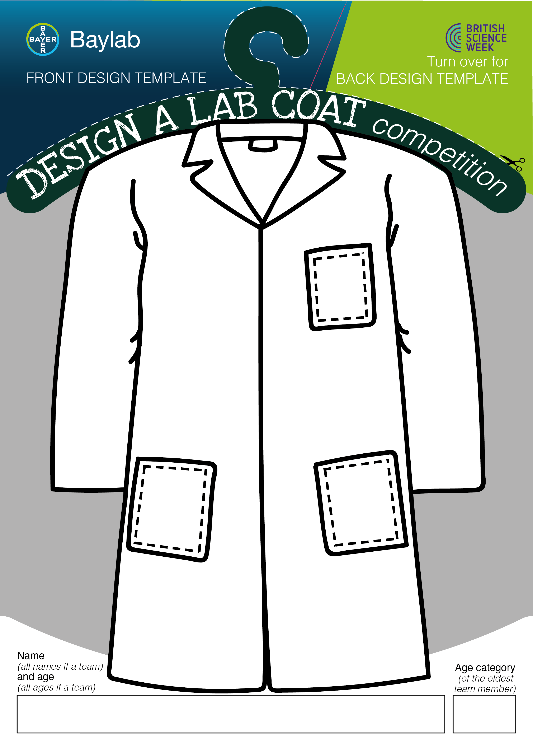 BAYER
BAYER
Baylab
FRONT DESIGN TEMPLATE
BRITISH
SCIENCE
WEEK
Turn over for
BACK DESIGN TEMPLATE
DESIGN A LAB COAT competition
Name
(all names if a team)
and age
(all ages if a team)
Age category
(of the oldest
team member)